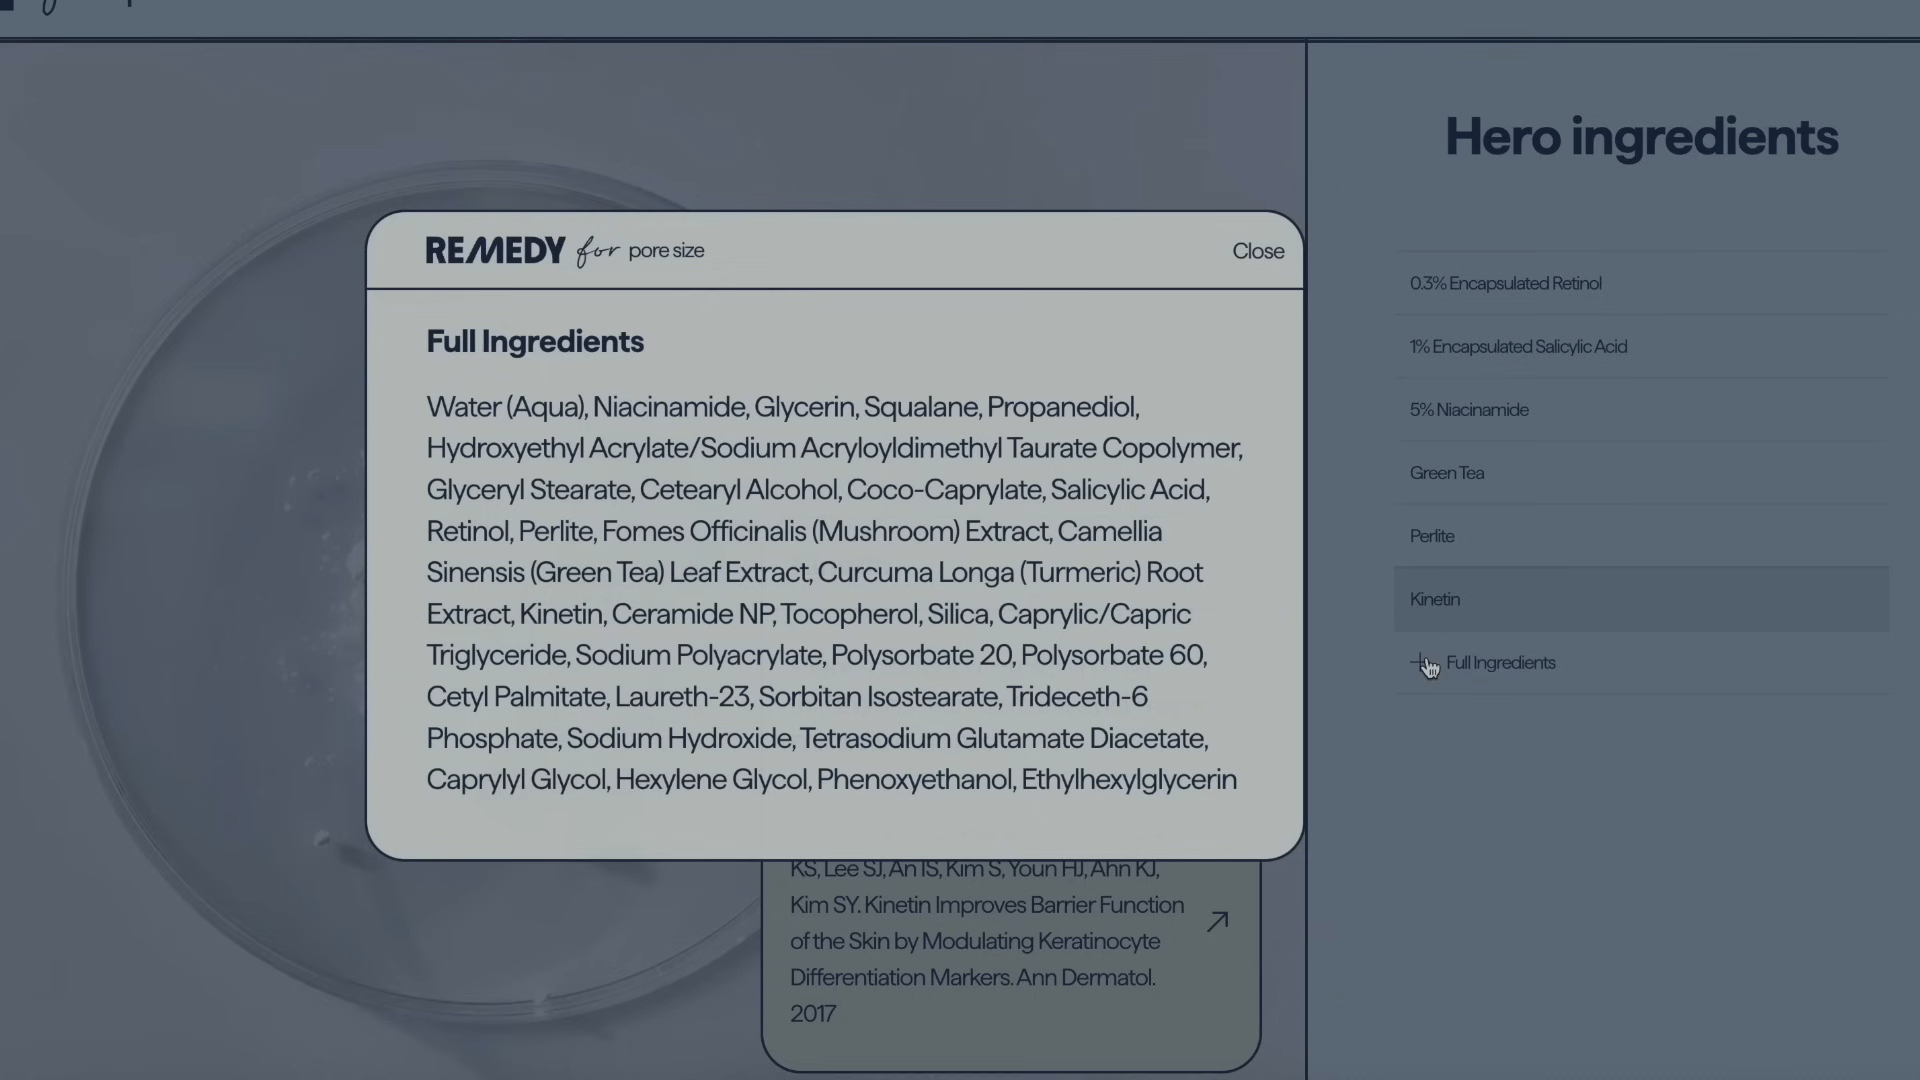 REMEDY for pore size
Close
Full Ingredients
Water (Aqua), Niacinamide, Glycerin, Squalane, Propanediol,
Hydroxyethyl Acrylate/Sodium Acryloyldimethyl Taurate Copolymer,
Glyceryl Stearate, Cetearyl Alcohol, Coco-Caprylate, Salicylic Acid,
Retinol, Perlite, Fomes Officinalis (Mushroom) Extract, Camellia
Sinensis (Green Tea) Leaf Extract, Curcuma Longa (Turmeric) Root
Extract, Kinetin, Ceramide NP, Tocopherol, Silica, Caprylic/Capric
Triglyceride, Sodium Polyacrylate, Polysorbate 20, Polysorbate 60,
Cetyl Palmitate, Laureth-23, Sorbitan Isostearate, Trideceth-6
Phosphate, Sodium Hydroxide, Tetrasodium Glutamate Diacetate,
Caprylyl Glycol, Hexylene Glycol, Phenoxyethanol, Ethylhexylglycerin
KS, Lee SJ, An IS, Kim S, Youn HJ, Ahn KJ,
Kim SY. Kinetin Improves Barrier Function
of the Skin by Modulating Keratinocyte
Differentiation Markers. Ann Dermatol.
2017
Hero ingredients
0.3% Encapsulated Retinol
1% Encapsulated Salicylic Acid
5% Niacinamide
Green Tea
Perlite
Kinetin
Full Ingredients